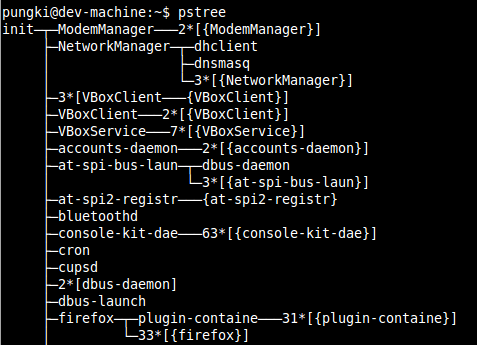 pungki@dev-machine:~$ pstree
init─┬─ModemManager───2*[{ModemManager}]
     ├─NetworkManager─┬─dhclient
     │                ├─dnsmasq
     │                └─3*[{NetworkManager}]
     ├─3*[VBoxClient───{VBoxClient}]
     ├─VBoxClient───2*[{VBoxClient}]
     ├─VBoxService───7*[{VBoxService}]
     ├─accounts-daemon───2*[{accounts-daemon}]
     ├─at-spi-bus-laun─┬─dbus-daemon
     │                 └─3*[{at-spi-bus-laun}]
     ├─at-spi2-registr───{at-spi2-registr}
     ├─bluetoothd
     ├─console-kit-dae───63*[{console-kit-dae}]
     ├─cron
     ├─cupsd
     ├─2*[dbus-daemon]
     ├─dbus-launch
     ├─firefox─┬─plugin-containe───31*[{plugin-containe}]
     │         └─33*[{firefox}]